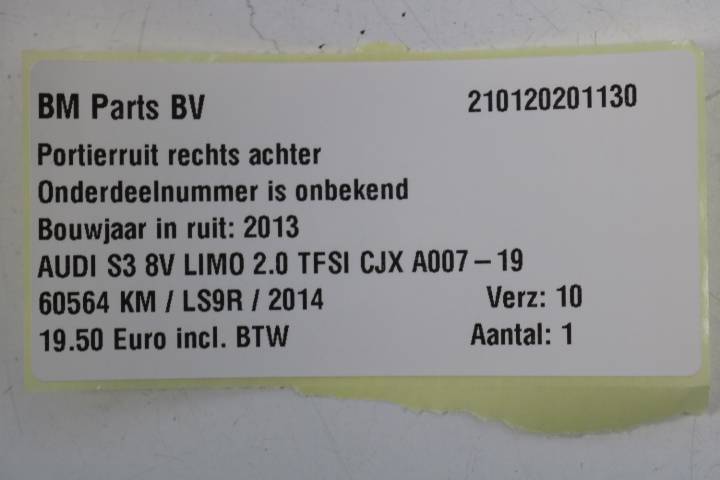 BM Parts BV 210120201130
Portierruit rechts achter
Onderdeelnummer is onbekend
Bouwjaar in ruit: 2013
AUDI S3 8V LIMO 2.0 TFSI CJX A007-19
60564 KM / LS9R / 2014 Verz: 10
19.50 Euro incl. BTW Aantal: 1